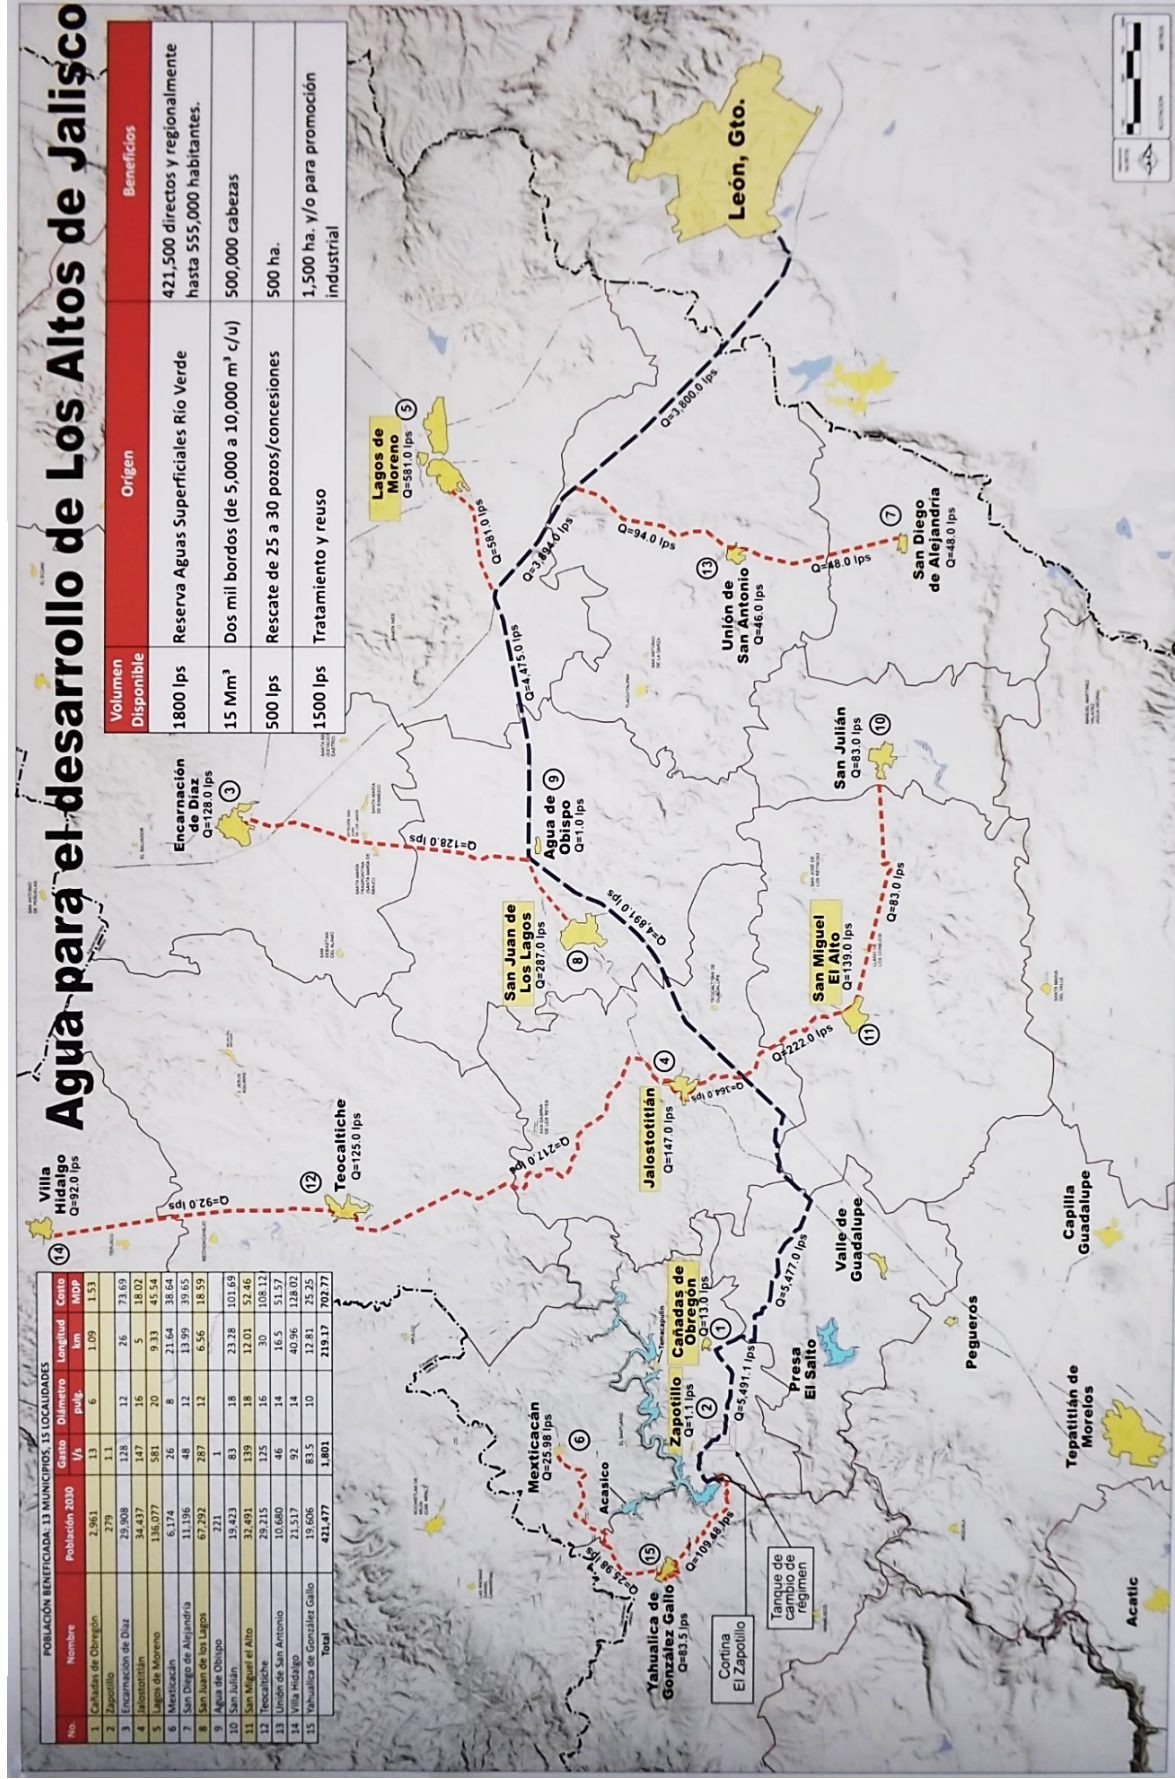 Agua para el desarrollo de Los Altos de Jalisco
POBLACIÓN BENEFICIADA: 13 MUNICIPIOS, 15 LOCALIDADES
No. Nombre Población 2030 Gasto l/s Diámetro pulg. Longitud km Costo MDP
1 Cañadas de Obregón 2,961 13 6 1.09 1.53
2 Zapotillo 279 1.1
3 Encarnación de Díaz 29,908 128 12 26 73.69
4 Jalostotitlán 34,437 147 16 5 18.02
5 Lagos de Moreno 136,077 581 20 9.33 45.54
6 Mexticacán 6,174 26 8 21.64 38.64
7 San Diego de Alejandría 11,196 48 12 13.99 39.65
8 San Juan de los Lagos 67,292 287 12 6.56 18.59
9 Agua de Obispo 221 1
10 San Julián 19,423 83 18 23.28 101.69
11 San Miguel el Alto 32,491 139 18 12.01 52.46
12 Teocaltiche 29,215 125 16 30 108.12
13 Unión de San Antonio 10,680 46 14 16.5 51.57
14 Villa Hidalgo 21,517 92 14 40.96 128.02
15 Yahualica de González Gallo 19,606 83.5 10 12.81 25.25
Total 421,477 1,801 219.17 702.77
Volumen Disponible Orígen Beneficios
1800 lps Reserva Aguas Superficiales Río Verde 421,500 directos y regionalmente
hasta 555,000 habitantes.
15 Mm³ Dos mil bordos (de 5,000 a 10,000 m³ c/u) 500,000 cabezas
500 lps Rescate de 25 a 30 pozos/concesiones 500 ha.
1500 lps Tratamiento y reuso 1,500 ha. y/o para promoción
industrial
14
Villa
Hidalgo
Q=92.0 lps
Q=92.0 lps
12
Teocaltiche
Q=125.0 lps
Q=217.0 lps
Encarnación
de Díaz
Q=128.0 lps
3
Q=128.0 lps
Lagos de
Moreno
Q=581.0 lps
5
Q=581.0 lps
San Juan de
Los Lagos
Q=287.0 lps
8
Agua de
Obispo
Q=1.0 lps
9
Q=4,475.0 lps
Q=3,894.0 lps
Q=3,800.0 lps
León, Gto.
Q=94.0 lps
13
Unión de
San Antonio
Q=46.0 lps
Q=48.0 lps
7
San Diego
de Alejandría
Q=48.0 lps
Q=4,891.0 lps
4
Jalostotitlán
Q=147.0 lps
Q=364.0 lps
Q=222.0 lps
San Miguel
El Alto
Q=139.0 lps
11
Q=83.0 lps
San Julián
Q=83.0 lps
10
Mexticacán
Q=25.98 lps
6
Acasico
Q=25.98 lps
15
Yahualica de
González Gallo
Q=83.5 lps
Q=109.48 lps
Zapotillo
Q=1.1 lps
2
Cañadas de
Obregón
Q=13.0 lps
1
Temacapulín
Q=5,491.1 lps
Q=5,477.0 lps
Cortina
El Zapotillo
Tanque de
cambio de
régimen
Presa
El Salto
Valle de
Guadalupe
Pegueros
Capilla
Guadalupe
Tepatitlán de
Morelos
Acatic